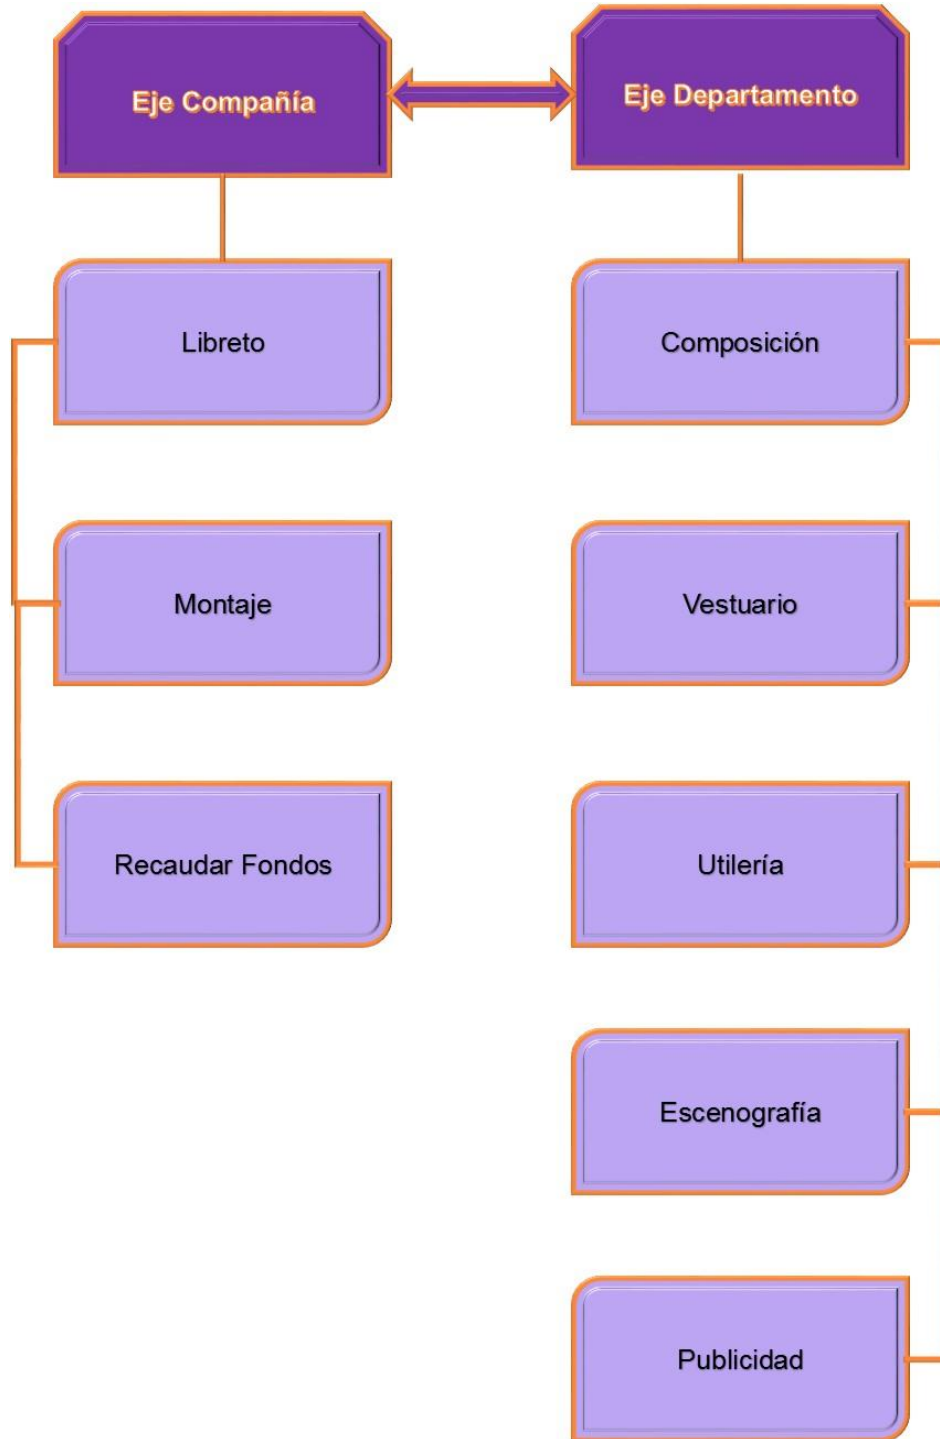 Eje Compañía
Eje Departamento
Libreto
Composición
Montaje
Vestuario
Recaudar Fondos
Utilería
Escenografía
Publicidad